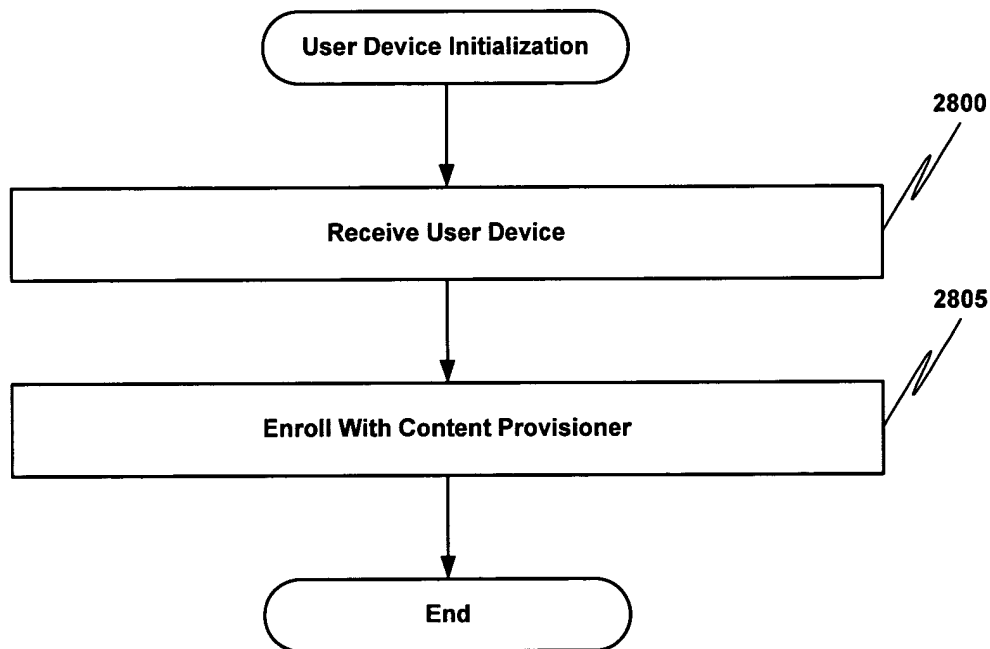 User Device Initialization
2800
Receive User Device
2805
Enroll With Content Provisioner
End